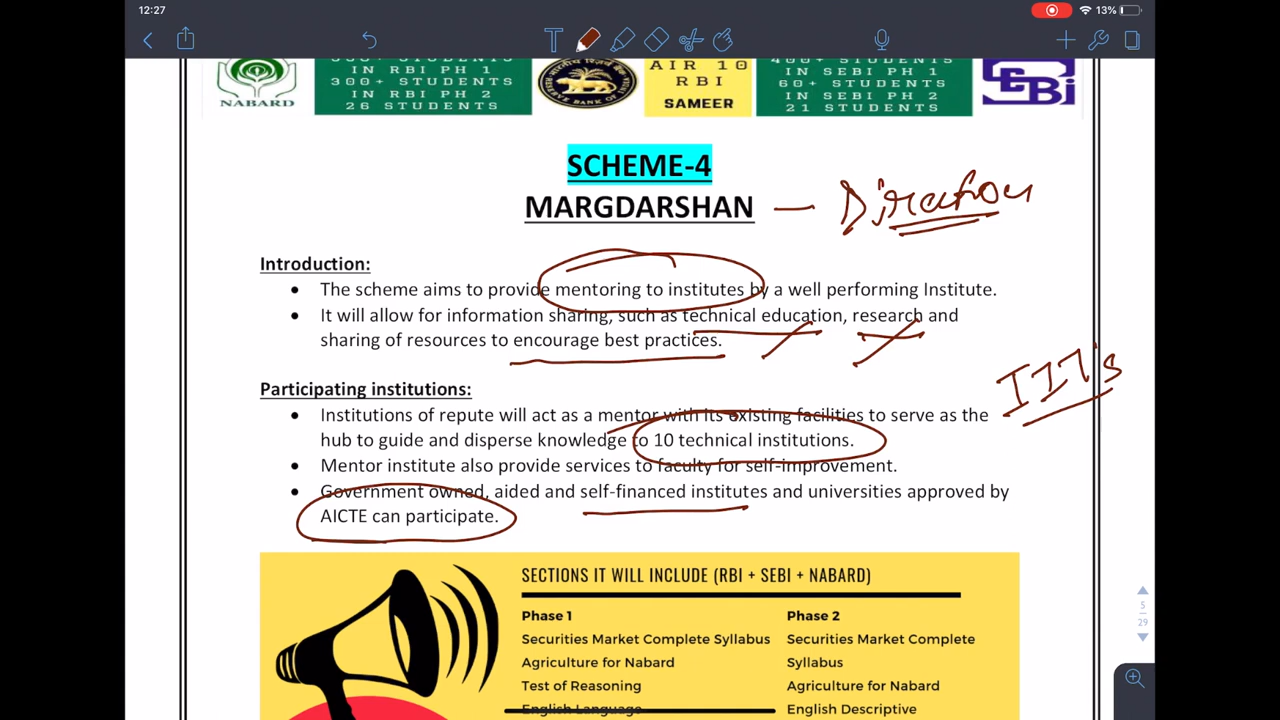 12:27
13%
T
IN RBI PH 1
300+ STUDENTS
IN RBI PH 2
26 STUDENTS
NABARD
AIR 10
RBI
SAMEER
IN SEBI PH 1
60+ STUDENTS
IN SEBI PH 2
21 STUDENTS
SEBI
SCHEME-4
MARGDARSHAN — Direction
Introduction:
• The scheme aims to provide mentoring to institutes by a well performing Institute.
• It will allow for information sharing, such as technical education, research and
sharing of resources to encourage best practices.
IIT's
Participating institutions:
• Institutions of repute will act as a mentor with its existing facilities to serve as the
hub to guide and disperse knowledge to 10 technical institutions.
• Mentor institute also provide services to faculty for self-improvement.
• Government owned, aided and self-financed institutes and universities approved by
AICTE can participate.
SECTIONS IT WILL INCLUDE (RBI + SEBI + NABARD)
Phase 1
Securities Market Complete Syllabus
Agriculture for Nabard
Test of Reasoning
English Language
Phase 2
Securities Market Complete
Syllabus
Agriculture for Nabard
English Descriptive
5
29